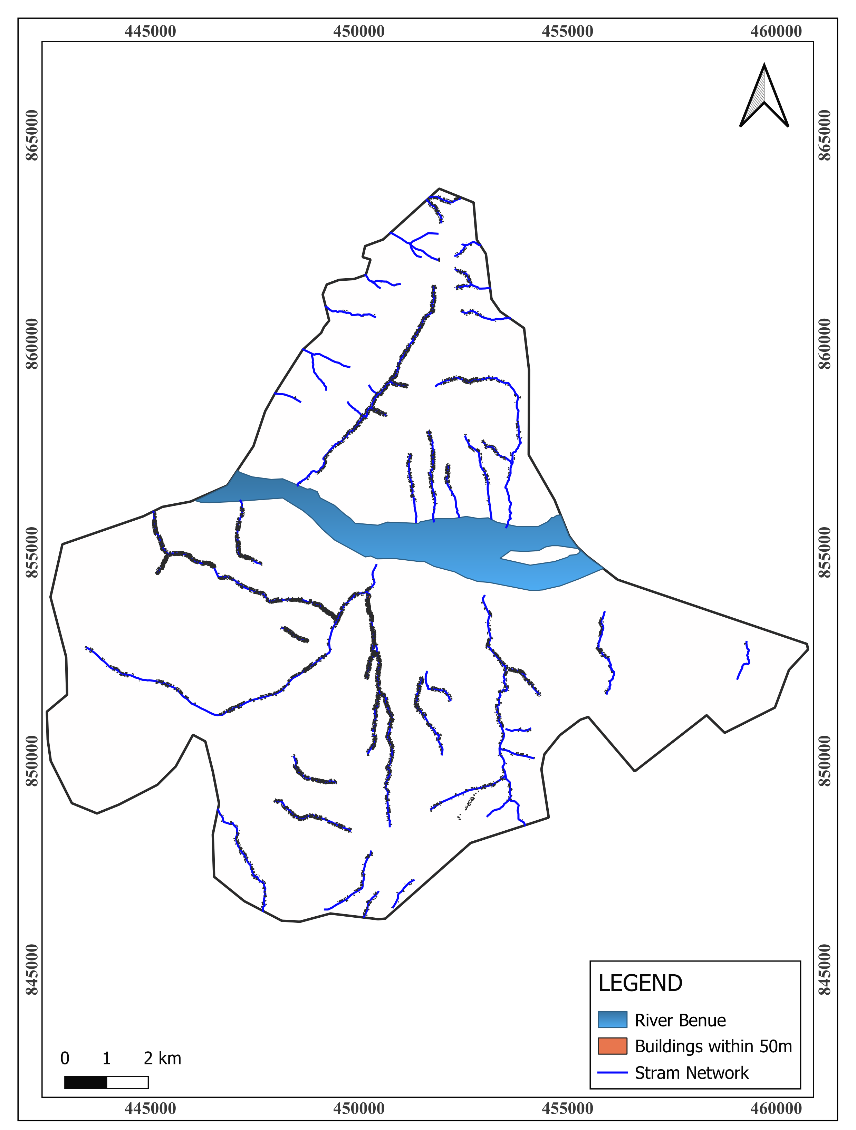 445000 450000 455000 460000
865000 865000
860000 860000
855000 855000
850000 850000
845000 845000
LEGEND
River Benue
Buildings within 50m
Stram Network
0 1 2 km
445000 450000 455000 460000